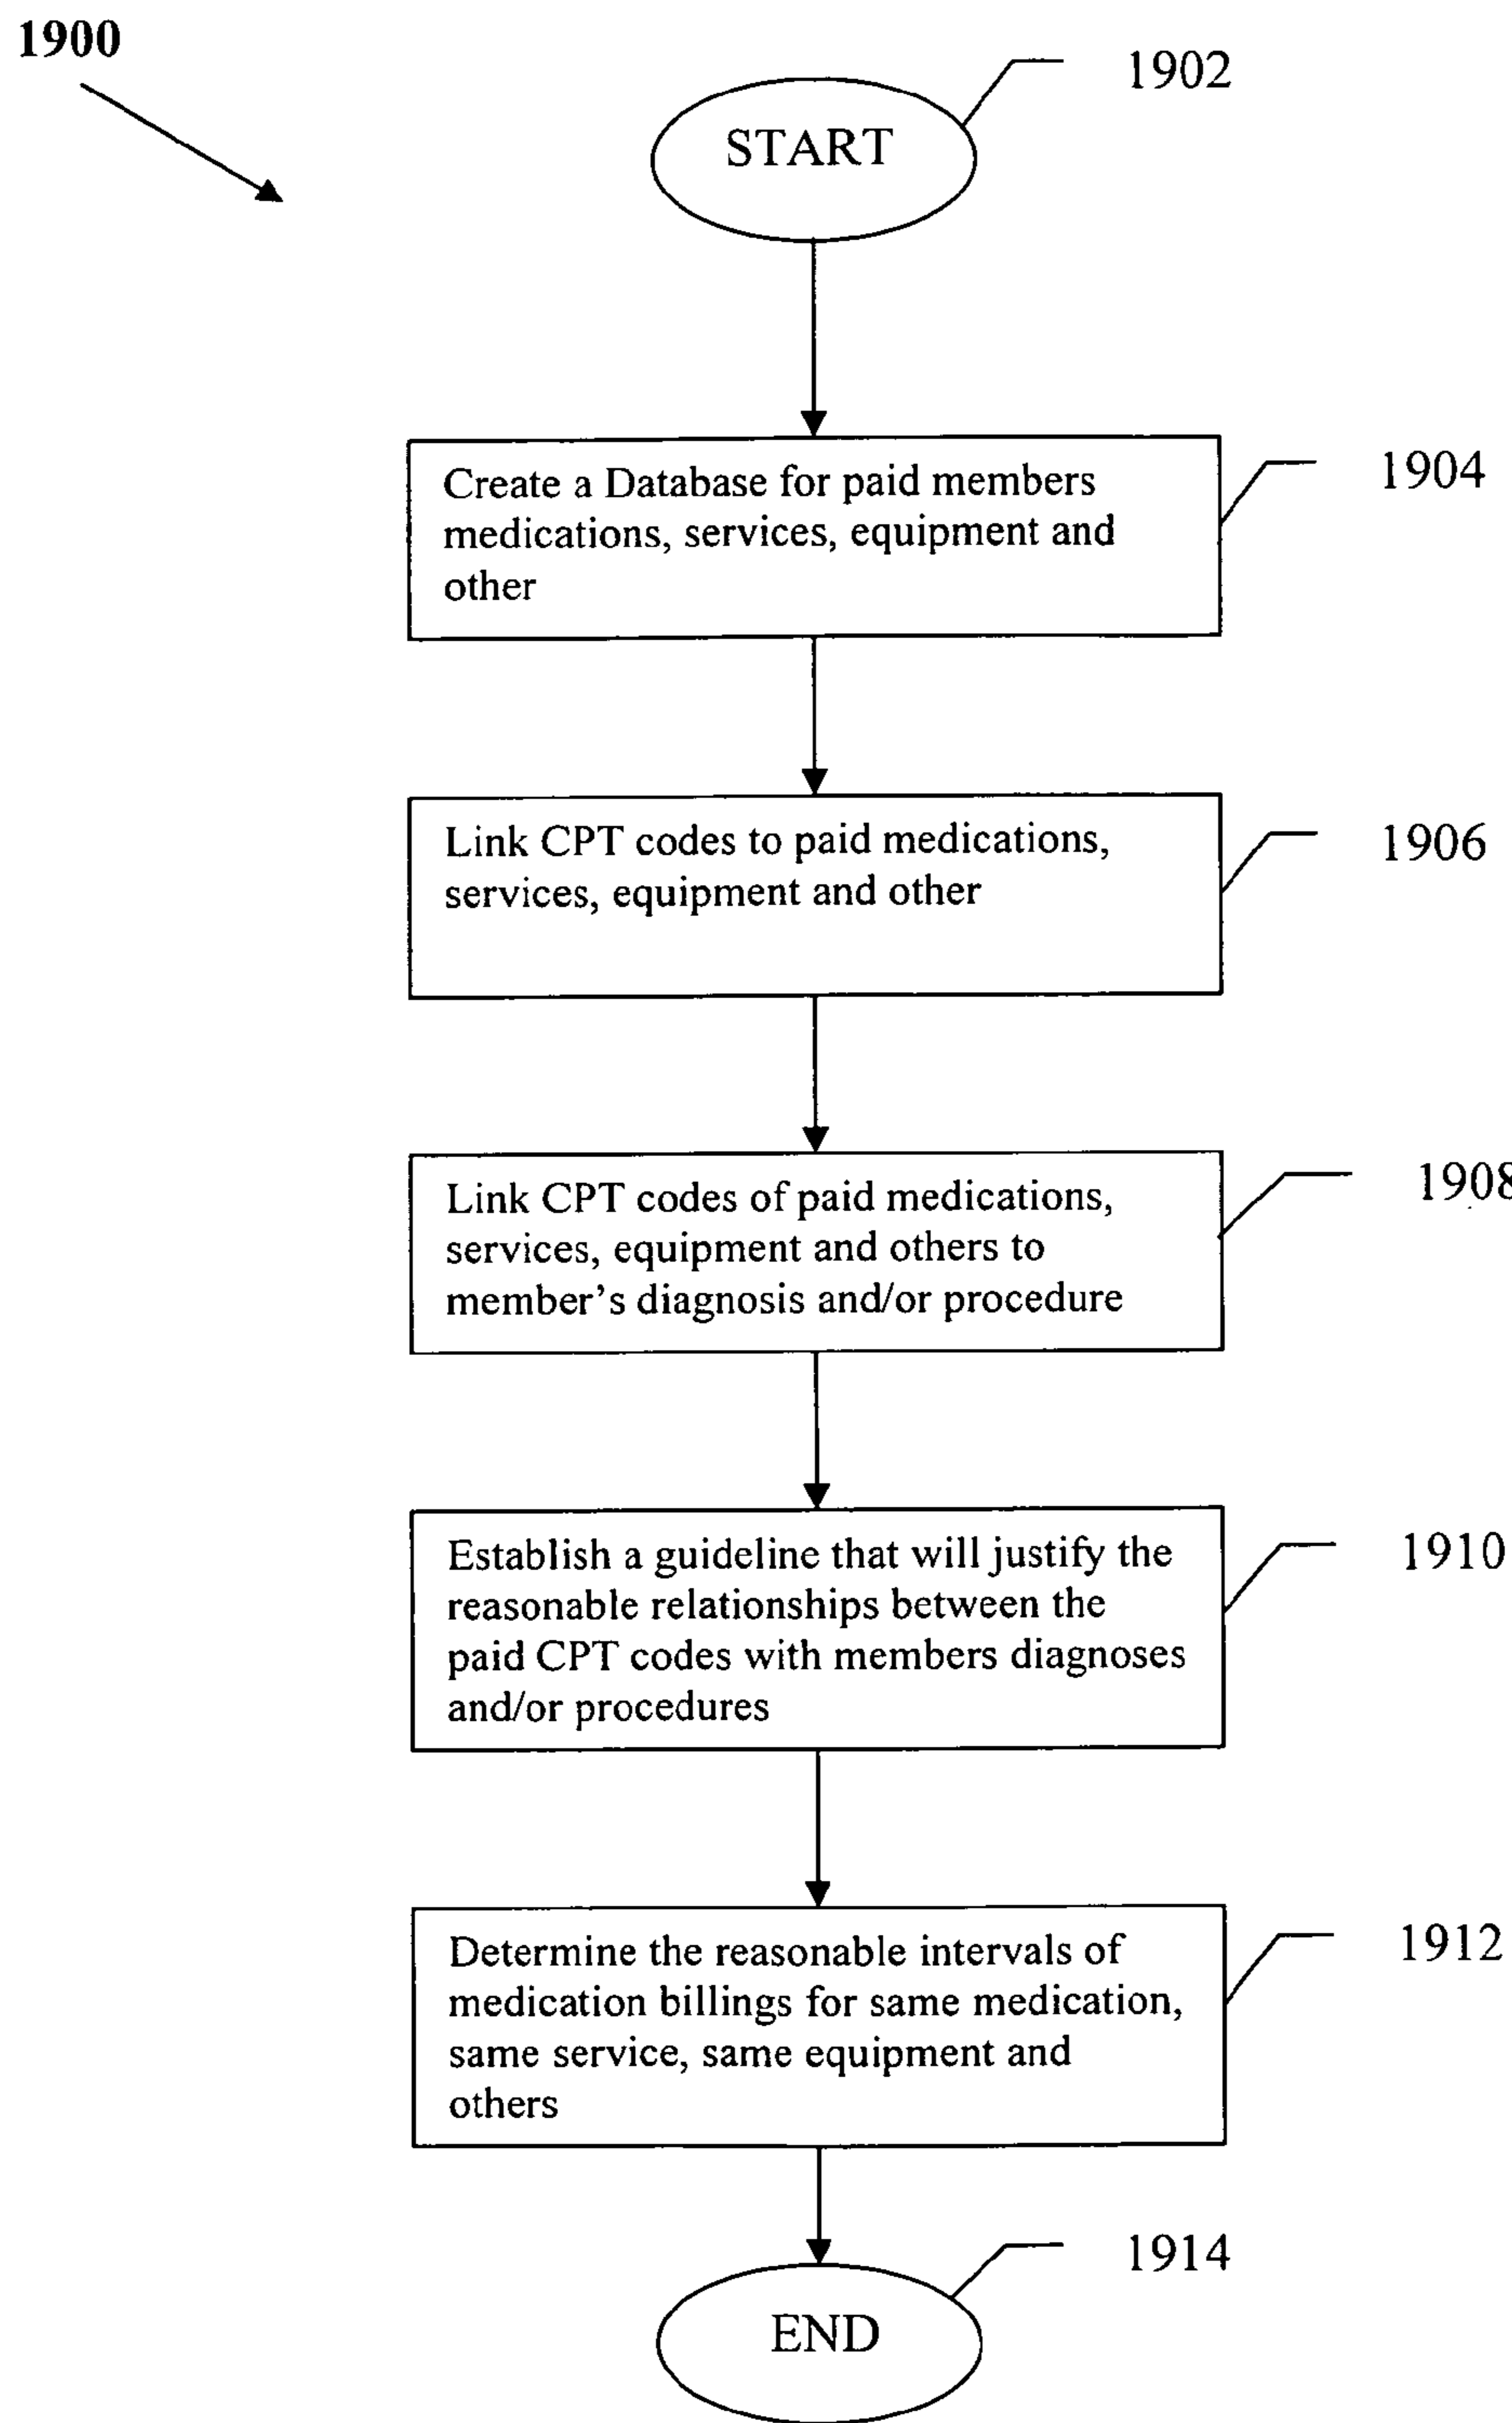 1900
1902
START
1904
Create a Database for paid members
medications, services, equipment and
other
1906
Link CPT codes to paid medications,
services, equipment and other
1908
Link CPT codes of paid medications,
services, equipment and others to
member's diagnosis and/or procedure
1910
Establish a guideline that will justify the
reasonable relationships between the
paid CPT codes with members diagnoses
and/or procedures
1912
Determine the reasonable intervals of
medication billings for same medication,
same service, same equipment and
others
1914
END